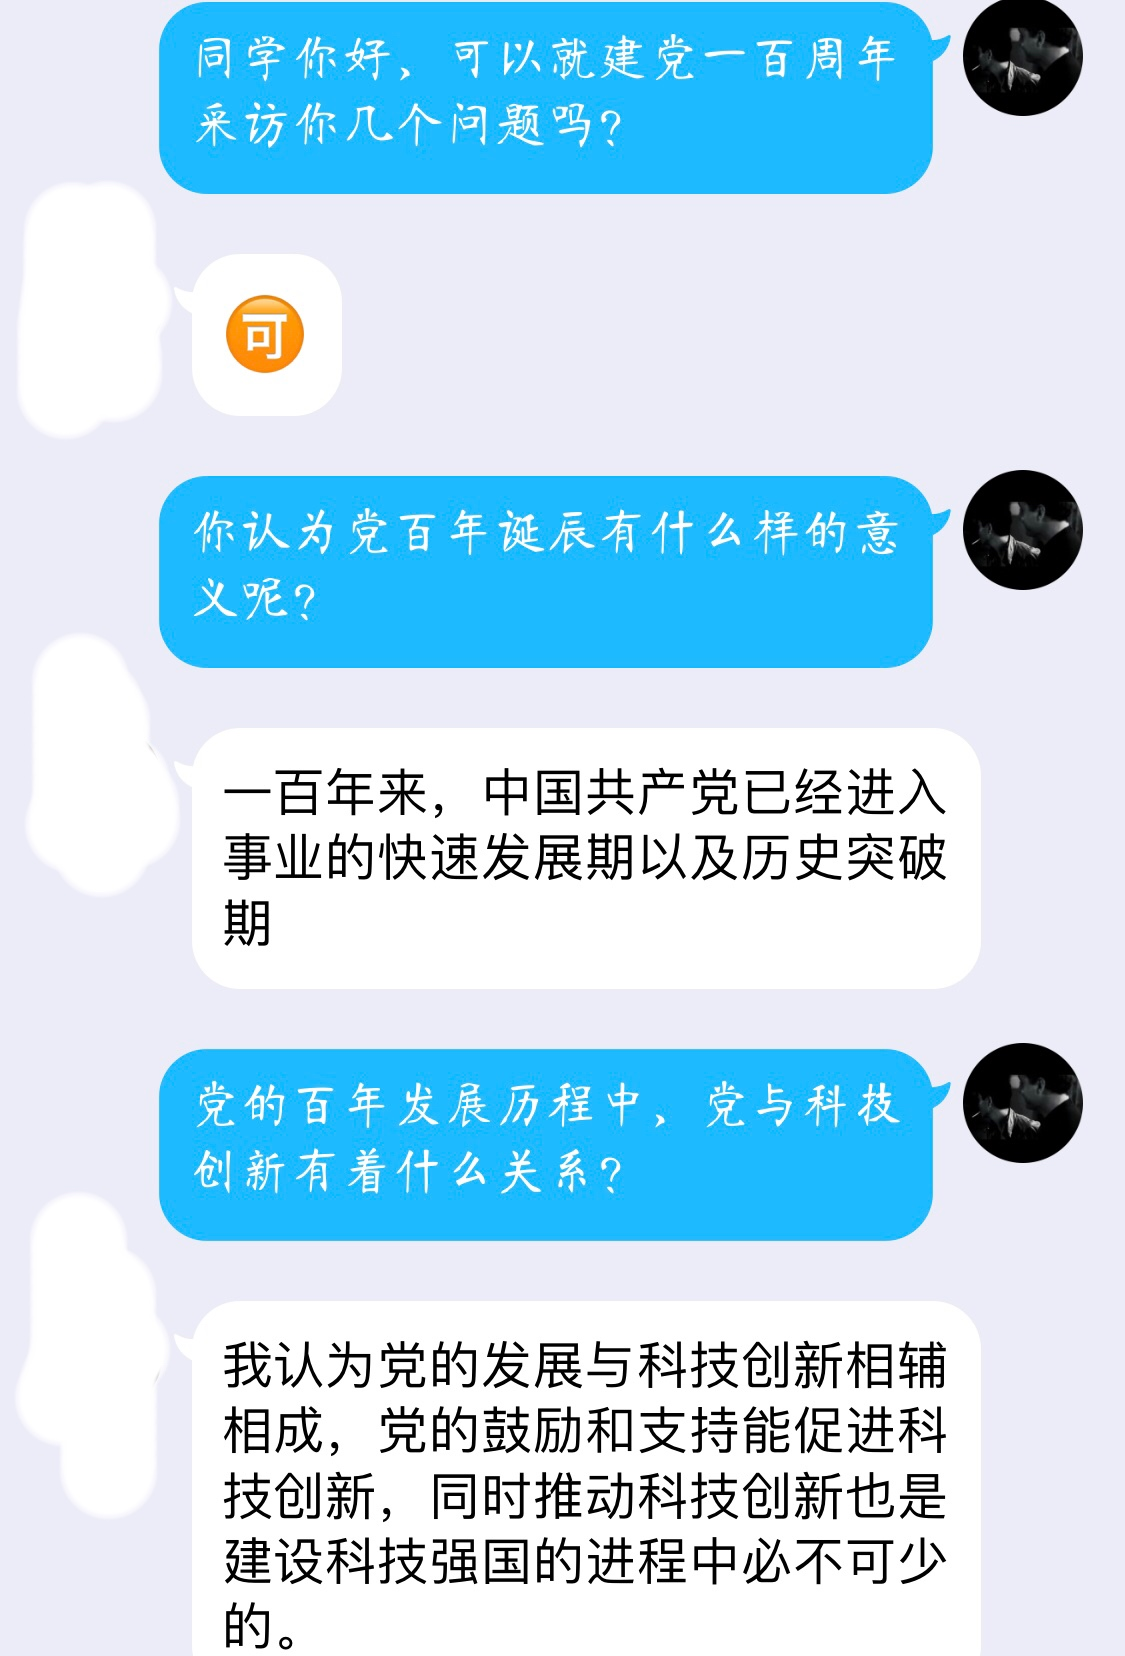 同学你好、可以就建党一百周年
采访你几个问题吗?
🉑
你认为党百年诞辰有什么样的意
义呢?
一百年来，中国共产党已经进入
事业的快速发展期以及历史突破
期
党的百年发展历程中、党与科技
创新有着什么关系?
我认为党的发展与科技创新相辅
相成，党的鼓励和支持能促进科
技创新，同时推动科技创新也是
建设科技强国的进程中必不可少
的。